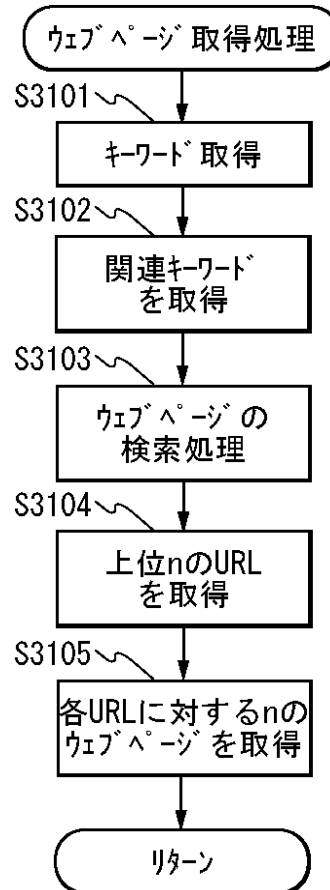 ｳｪﾌﾞﾍﾟｰｼﾞ取得処理
S3101
ｷｰﾜｰﾄﾞ取得
S3102
関連ｷｰﾜｰﾄﾞ
を取得
S3103
ｳｪﾌﾞﾍﾟｰｼﾞの
検索処理
S3104
上位nのURL
を取得
S3105
各URLに対するnの
ｳｪﾌﾞﾍﾟｰｼﾞを取得
ﾘﾀｰﾝ